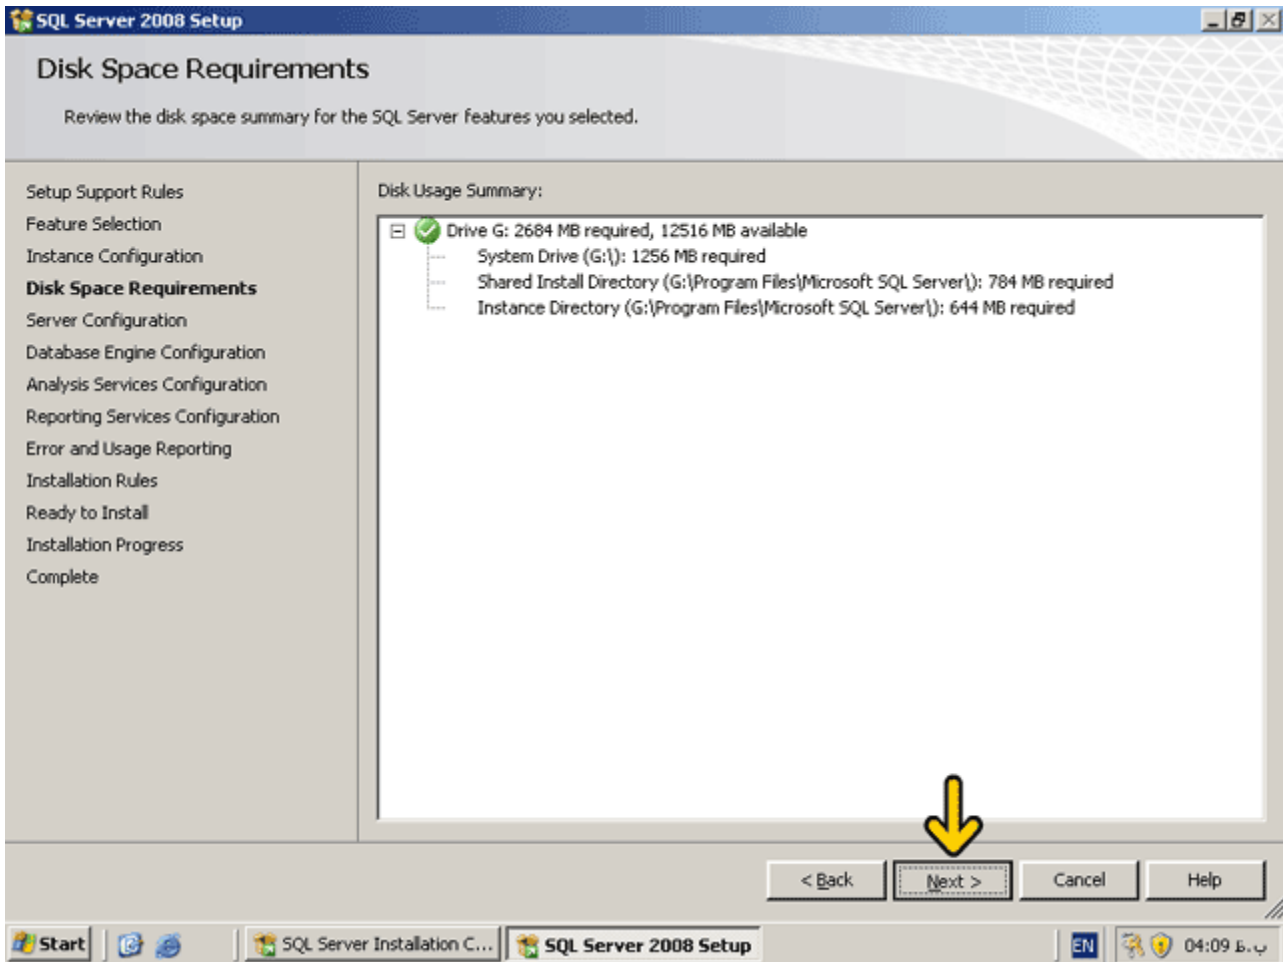 SQL Server 2008 Setup
Disk Space Requirements
Review the disk space summary for the SQL Server features you selected.
Setup Support Rules
Feature Selection
Instance Configuration
Disk Space Requirements
Server Configuration
Database Engine Configuration
Analysis Services Configuration
Reporting Services Configuration
Error and Usage Reporting
Installation Rules
Ready to Install
Installation Progress
Complete
Disk Usage Summary:
Drive G: 2684 MB required, 12516 MB available
System Drive (G:\): 1256 MB required
Shared Install Directory (G:\Program Files\Microsoft SQL Server\): 784 MB required
Instance Directory (G:\Program Files\Microsoft SQL Server\): 644 MB required
< Back
Next >
Cancel
Help
Start
SQL Server Installation C...
SQL Server 2008 Setup
EN
04:09 ب.ظ